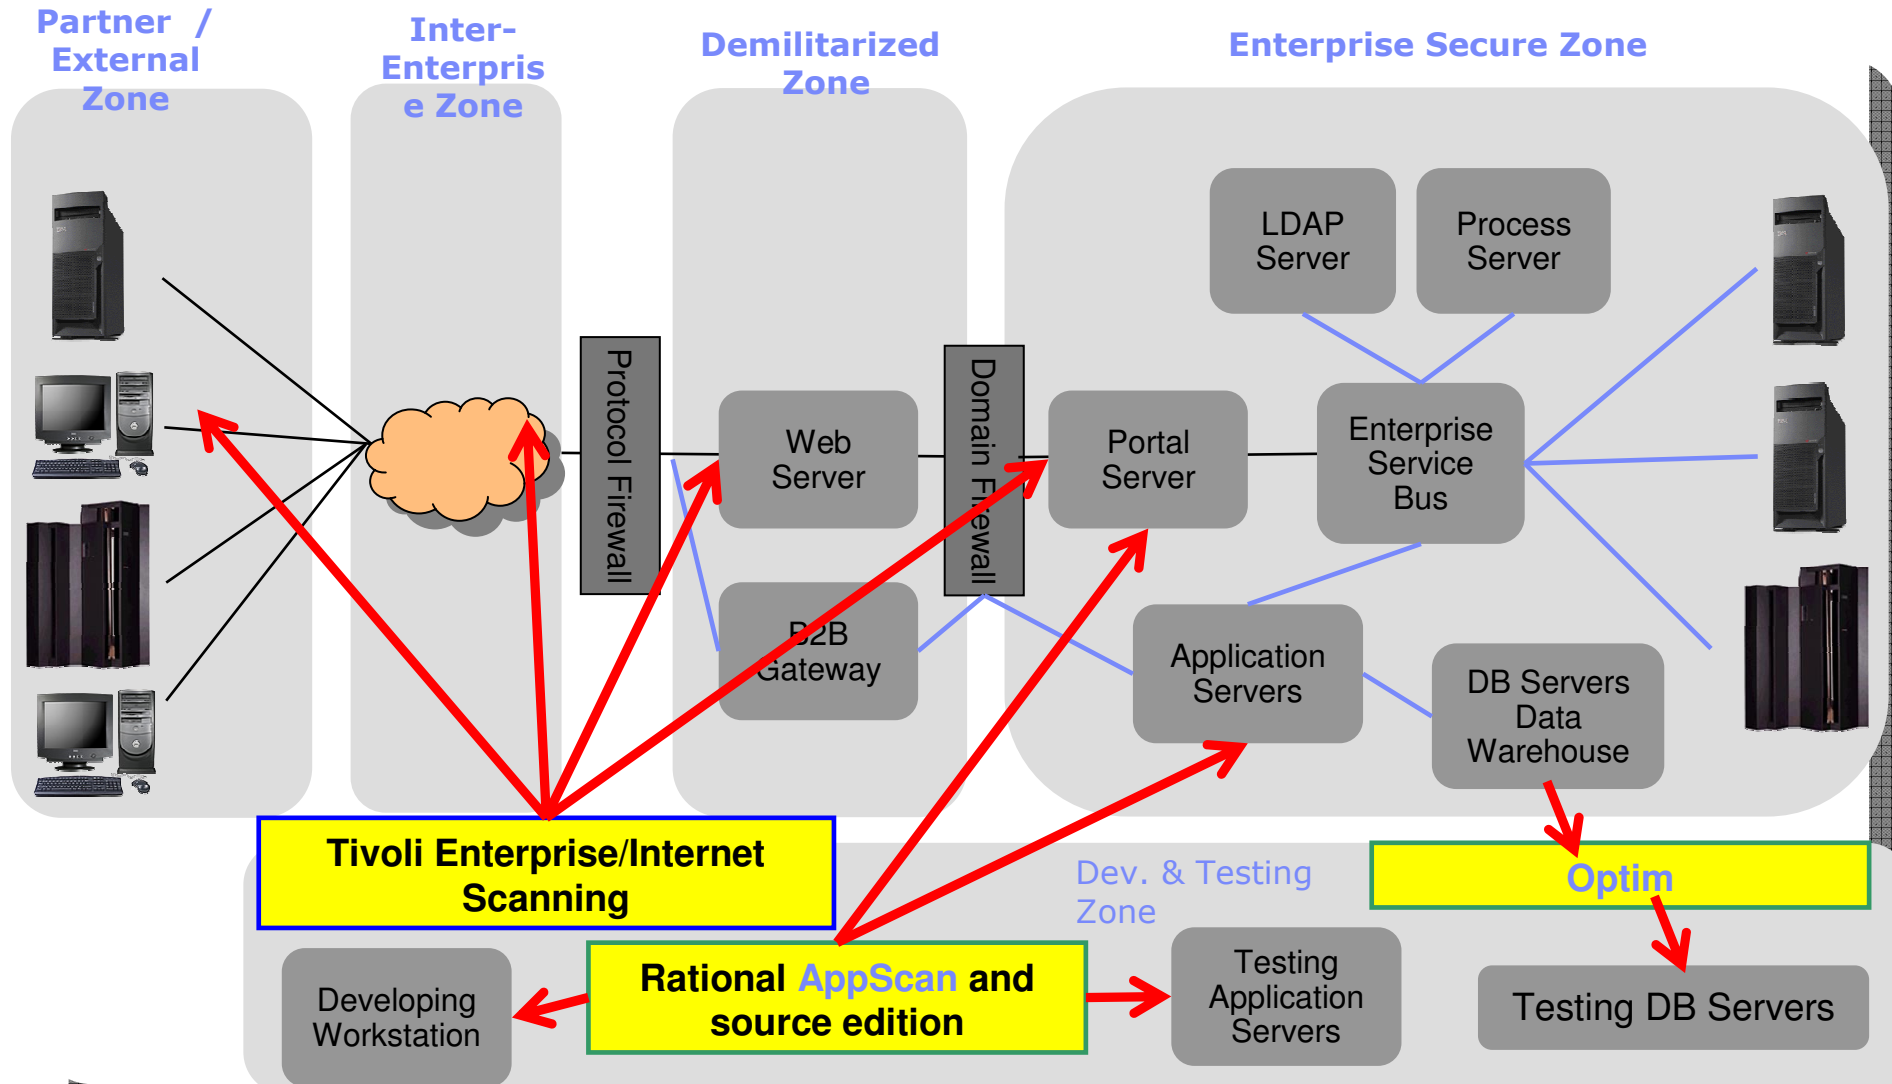 Partner /
External
Zone
Inter-
Enterpris
e Zone
Demilitarized
Zone
Enterprise Secure Zone
LDAP
Server
Process
Server
Protocol Firewall
Web
Server
Domain Firewall
Portal
Server
Enterprise
Service
Bus
B2B
Gateway
Application
Servers
DB Servers
Data
Warehouse
Tivoli Enterprise/Internet
Scanning
Dev. & Testing
Zone
Optim
Developing
Workstation
Rational AppScan and
source edition
Testing
Application
Servers
Testing DB Servers